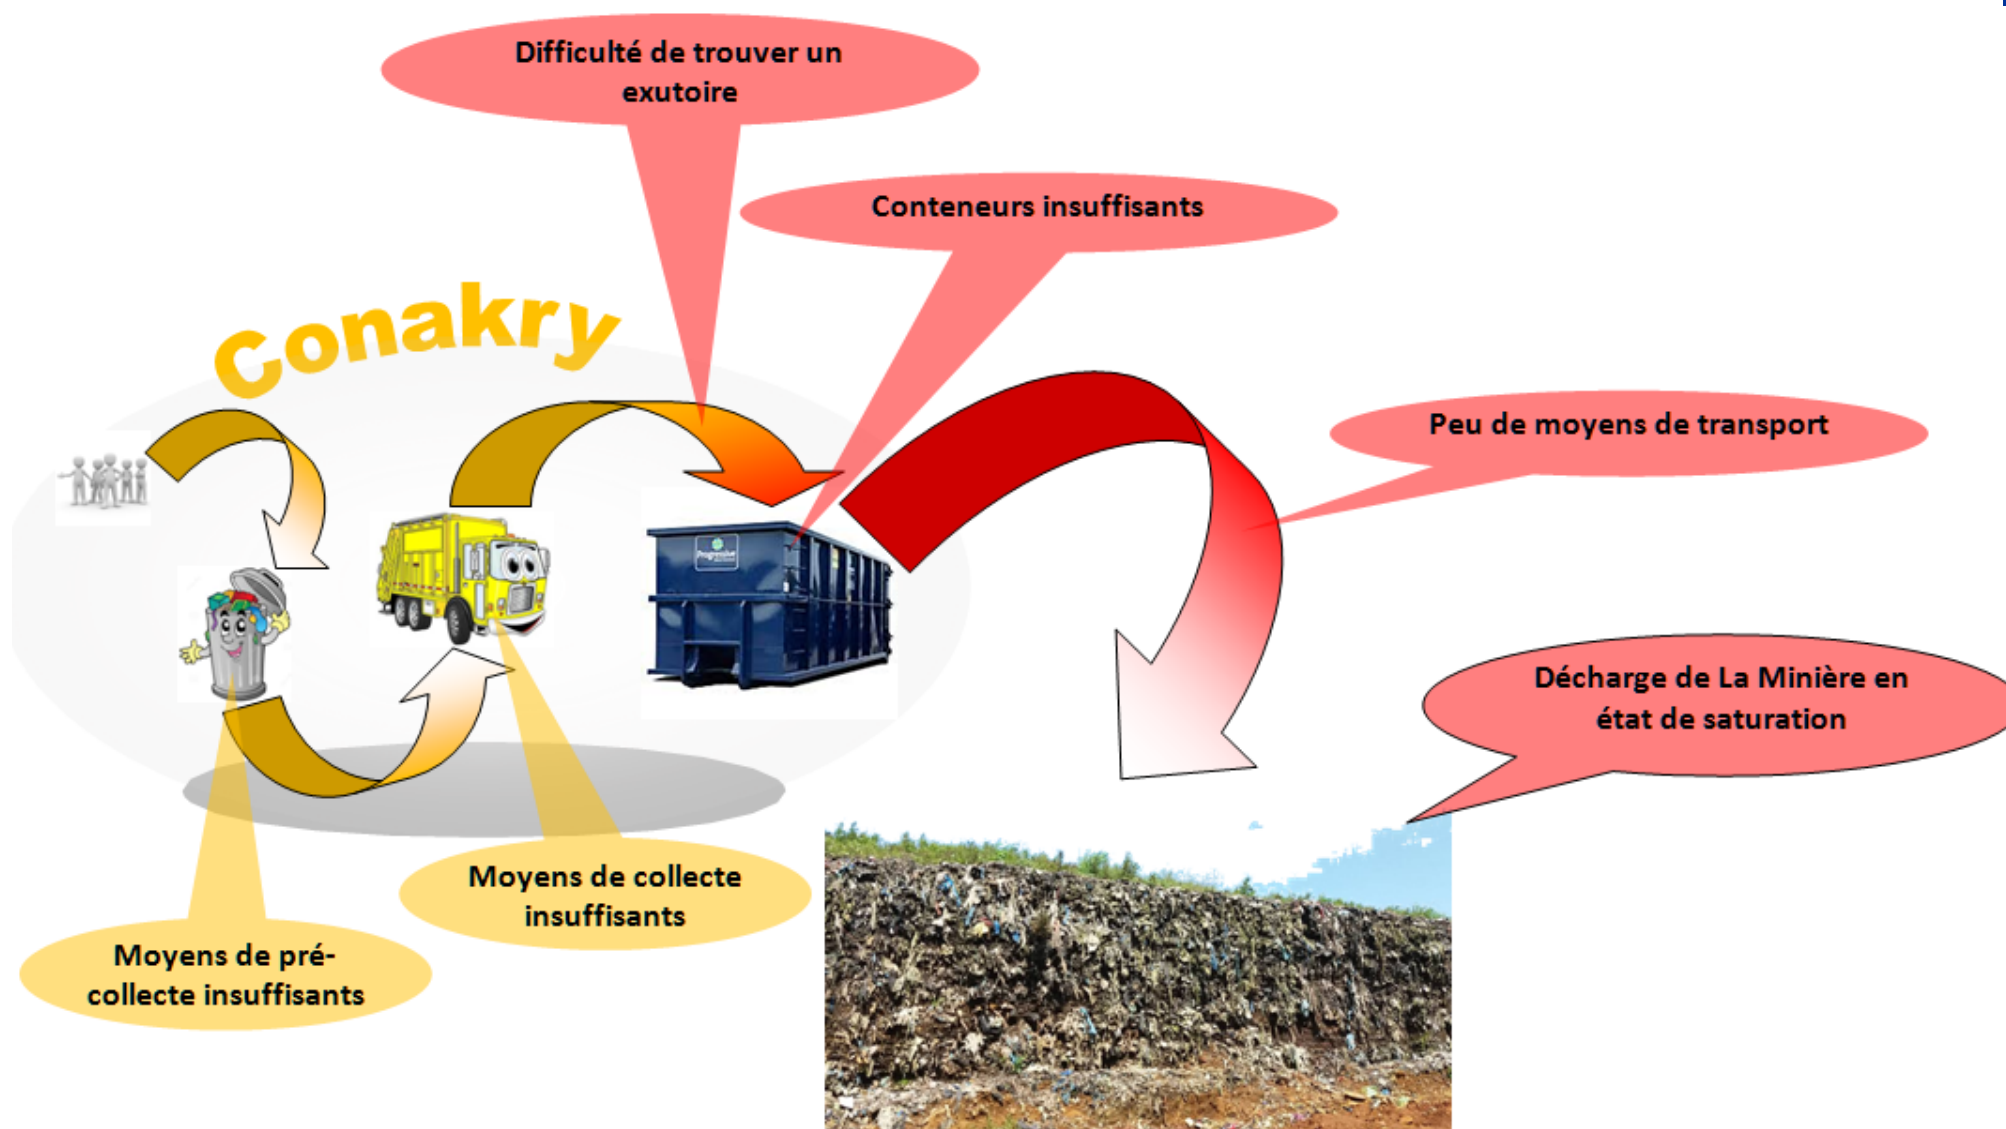 Difficulté de trouver un
exutoire
Conteneurs insuffisants
Conakry
Peu de moyens de transport
Progressive
Décharge de La Minière en
état de saturation
Moyens de collecte
insuffisants
Moyens de pré-
collecte insuffisants